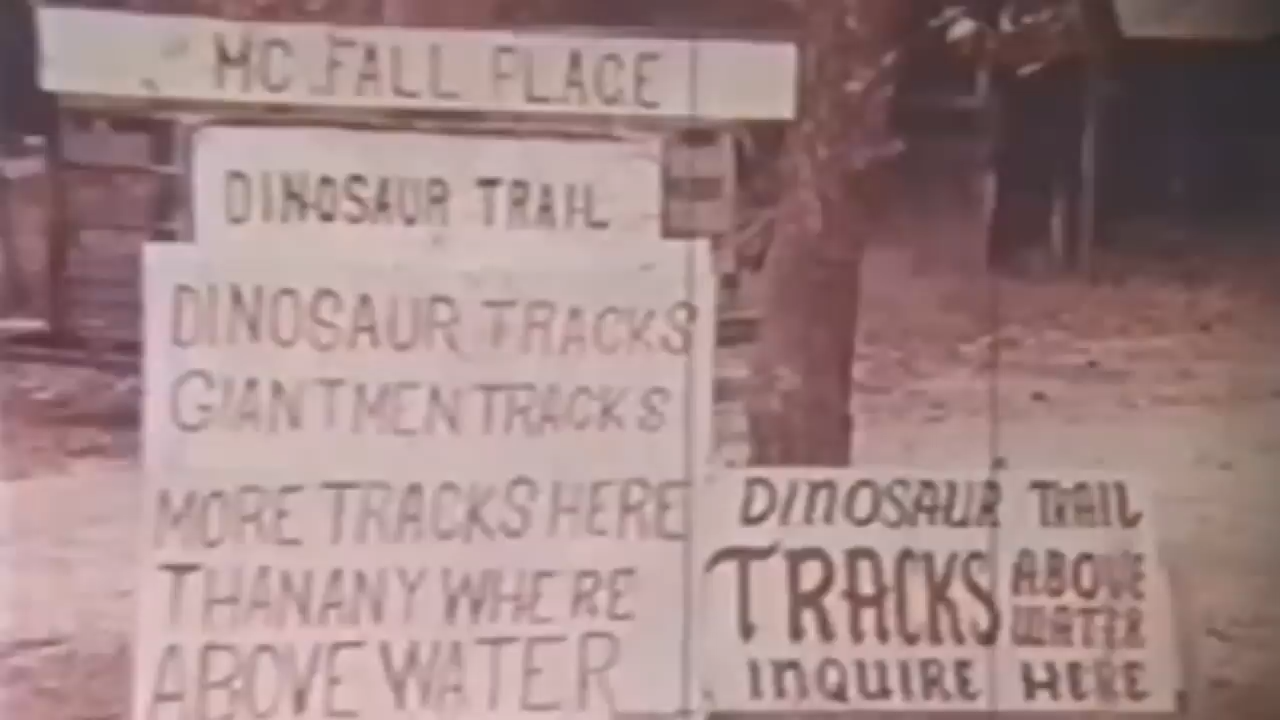 MC FALL PLACE
DINOSAUR TRAIL
DINOSAUR TRACKS
GIANTMEN TRACKS
MORE TRACKS HERE
THAN ANY WHERE
ABOVE WATER
DINOSAUR TRAIL
TRACKS ABOVE WATER
INQUIRE HERE